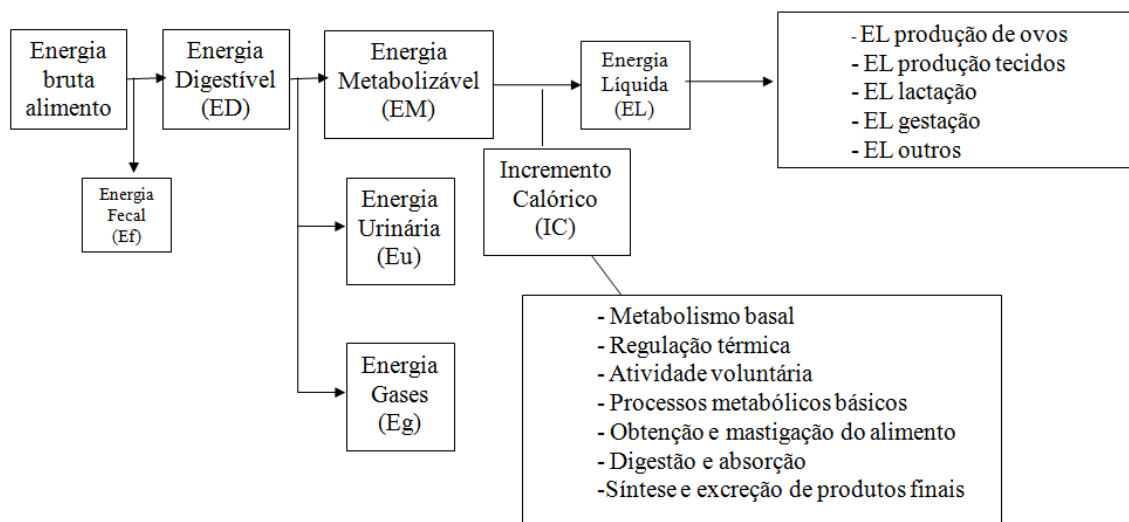 Energia
bruta
alimento
Energia
Digestível
(ED)
Energia
Metabolizável
(EM)
Energia
Líquida
(EL)
- EL produção de ovos
- EL produção tecidos
- EL lactação
- EL gestação
- EL outros
Energia
Fecal
(Ef)
Energia
Urinária
(Eu)
Incremento
Calórico
(IC)
Energia
Gases
(Eg)
- Metabolismo basal
- Regulação térmica
- Atividade voluntária
- Processos metabólicos básicos
- Obtenção e mastigação do alimento
- Digestão e absorção
-Síntese e excreção de produtos finais